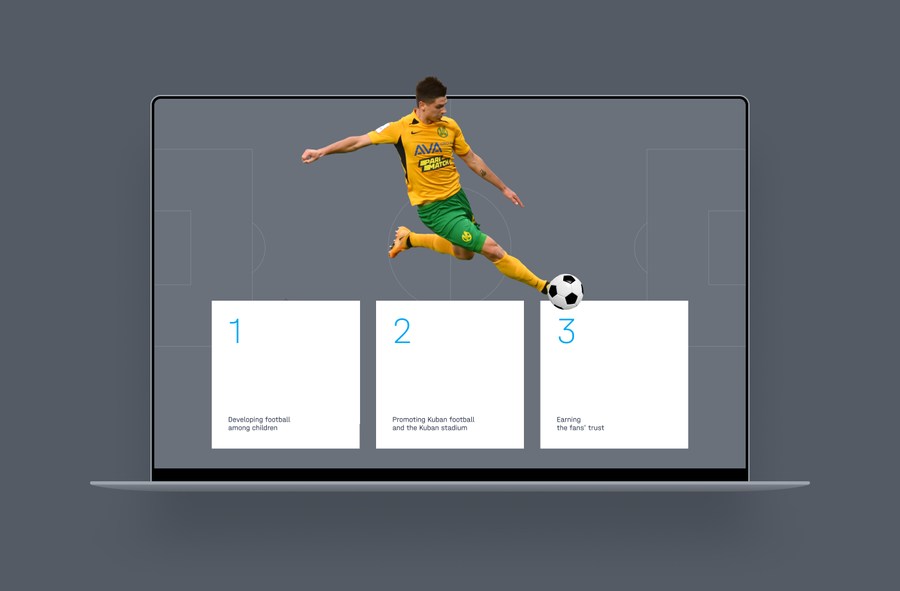 AVA
PARI
MATCH
1
2
3
Developing football
among children
Promoting Kuban football
and the Kuban stadium
Earning
the fans' trust